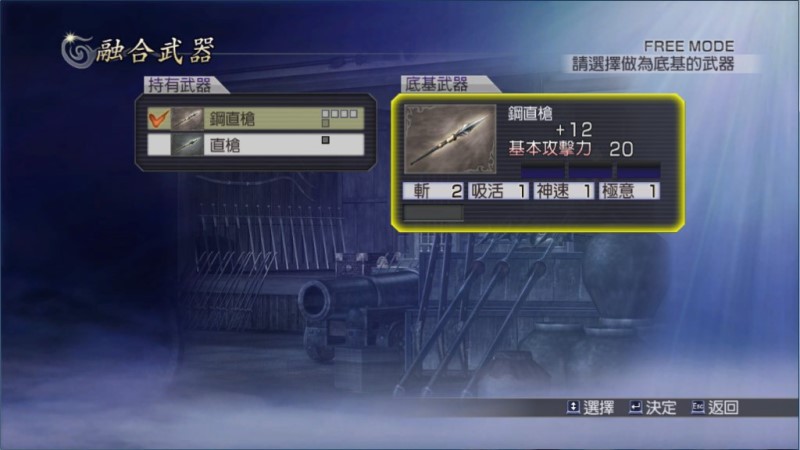 融合武器
FREE MODE
請選擇做為底基的武器
持有武器
鋼直槍
直槍
底基武器
鋼直槍
+12
基本攻擊力 20
斬 2 吸活 1 神速 1 極意 1
選擇 決定 Esc 返回